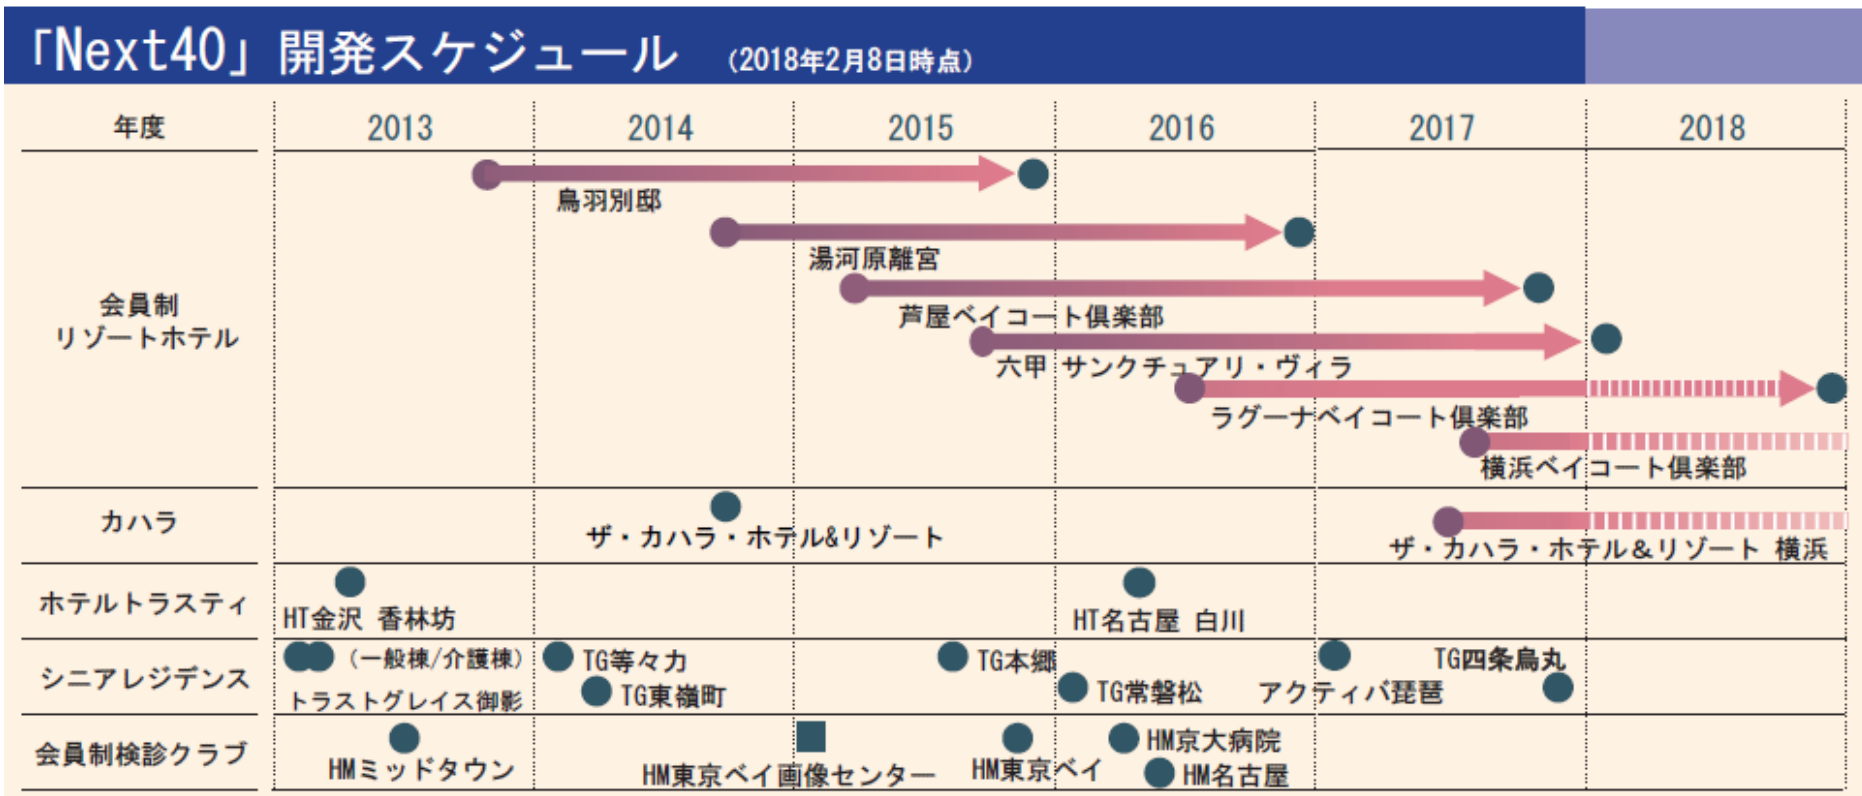 「Next40」開発スケジュール （2018年2月8日時点）
年度 2013 2014 2015 2016 2017 2018
会員制
リゾートホテル
鳥羽別邸
湯河原離宮
芦屋ベイコート倶楽部
六甲 サンクチュアリ・ヴィラ
ラグーナベイコート倶楽部
横浜ベイコート倶楽部
カハラ
ザ・カハラ・ホテル&リゾート
ザ・カハラ・ホテル＆リゾート 横浜
ホテルトラスティ
HT金沢 香林坊
HT名古屋 白川
シニアレジデンス
（一般棟/介護棟）
トラストグレイス御影
TG等々力
TG東嶺町
TG本郷
TG常磐松
TG四条烏丸
アクティバ琵琶
会員制検診クラブ
HMミッドタウン
HM東京ベイ画像センター
HM東京ベイ
HM京大病院
HM名古屋